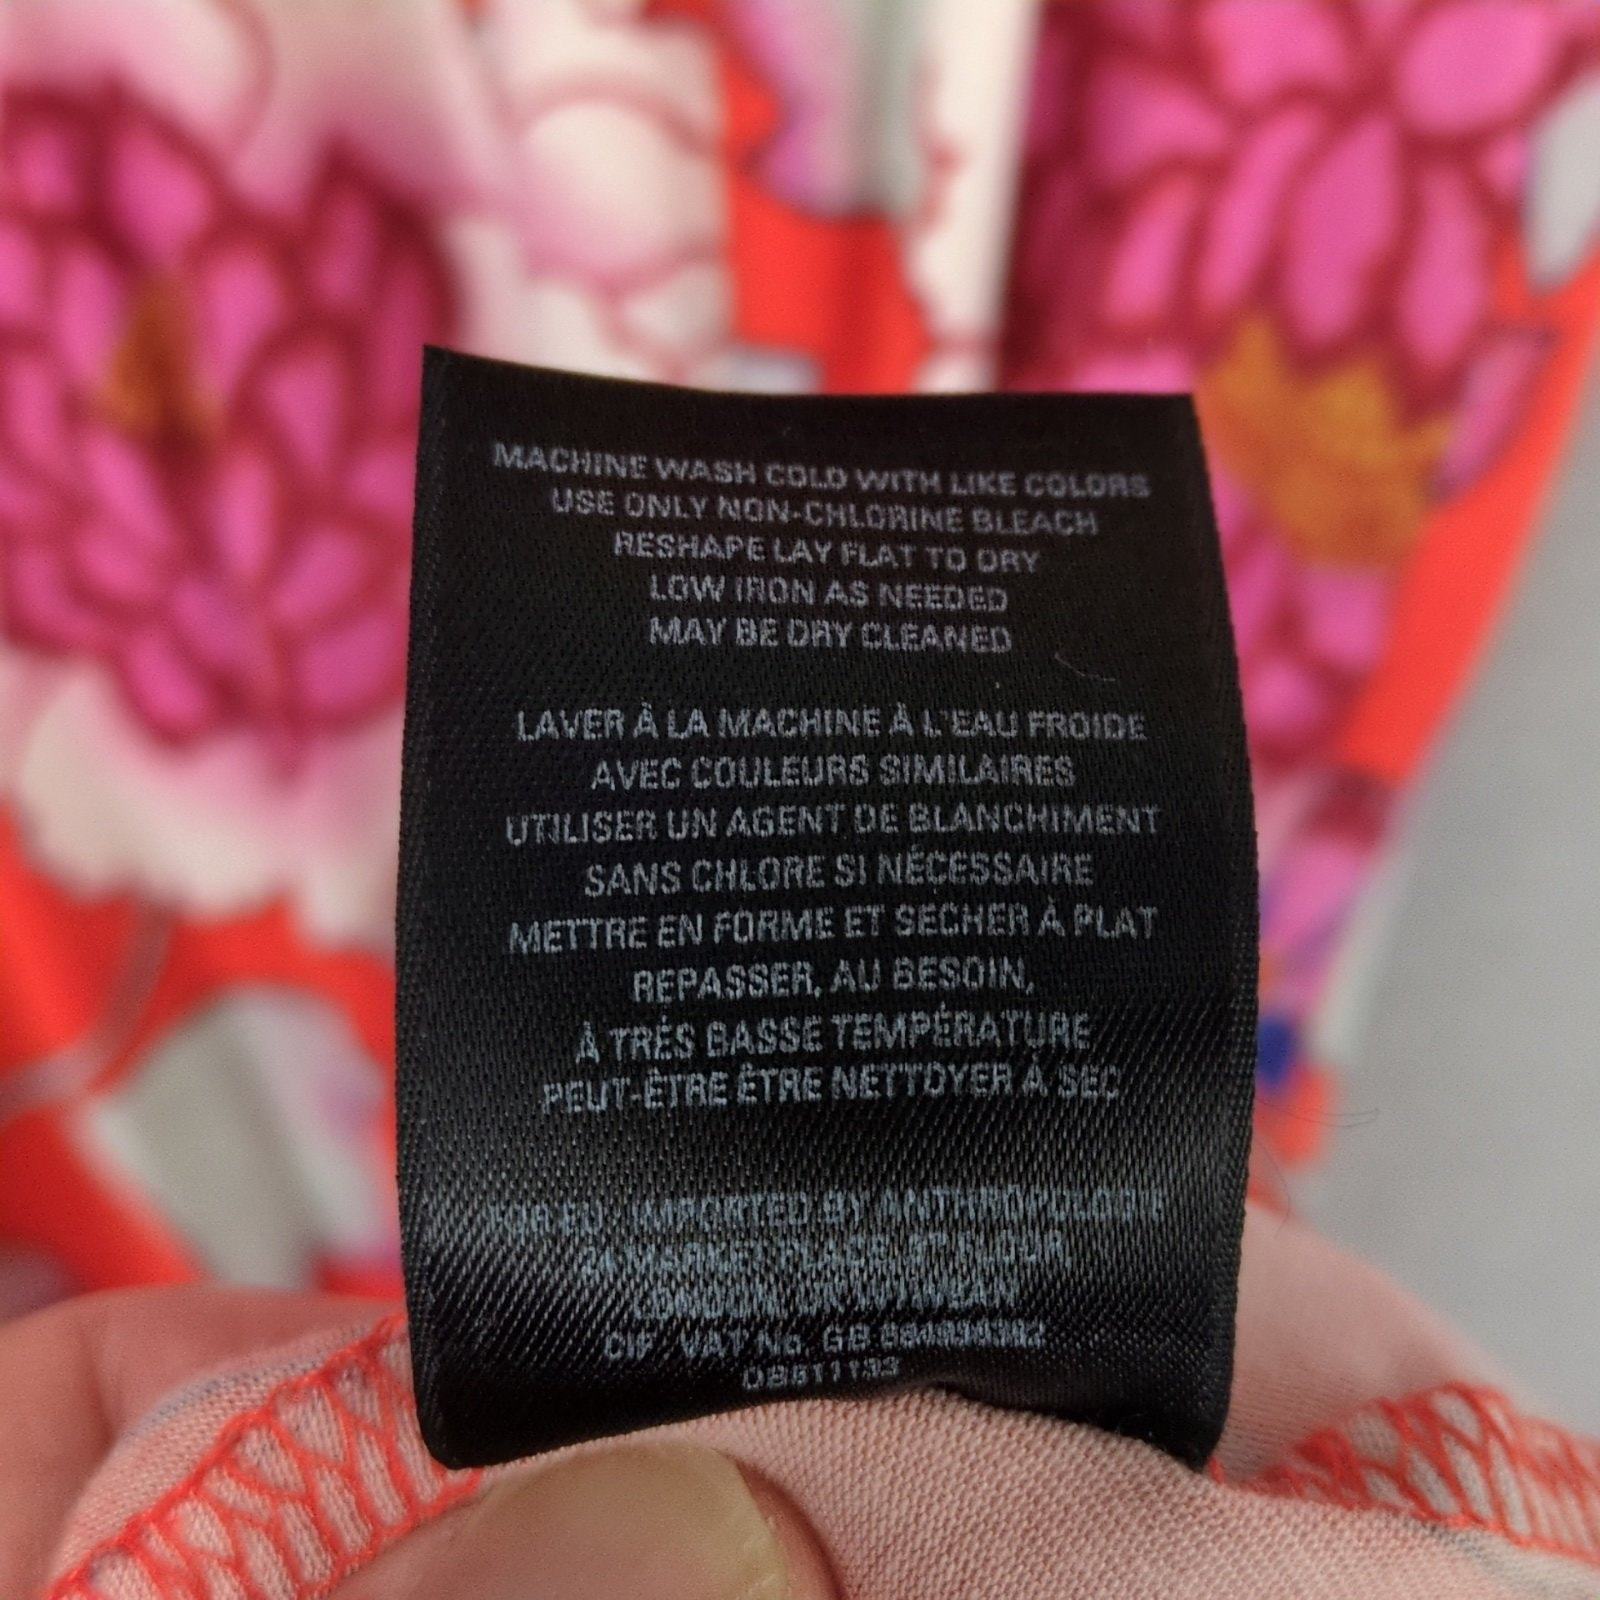 MACHINE WASH COLD WITH LIKE COLORS
USE ONLY NON-CHLORINE BLEACH
RESHAPE LAY FLAT TO DRY
LOW IRON AS NEEDED
MAY BE DRY CLEANED
LAVER À LA MACHINE À L'EAU FROIDE
AVEC COULEURS SIMILAIRES
UTILISER UN AGENT DE BLANCHIMENT
SANS CHLORE SI NÉCESSAIRE
METTRE EN FORME ET SECHER À PLAT
REPASSER, AU BESOIN,
À TRÉS BASSE TEMPÉRATURE
PEUT-ÊTRE ÊTRE NETTOYER À SEC
FOR EU: IMPORTED BY ANTHROPOLOGIE
PLACE,
LONDON,
CIF. VAT No. GB